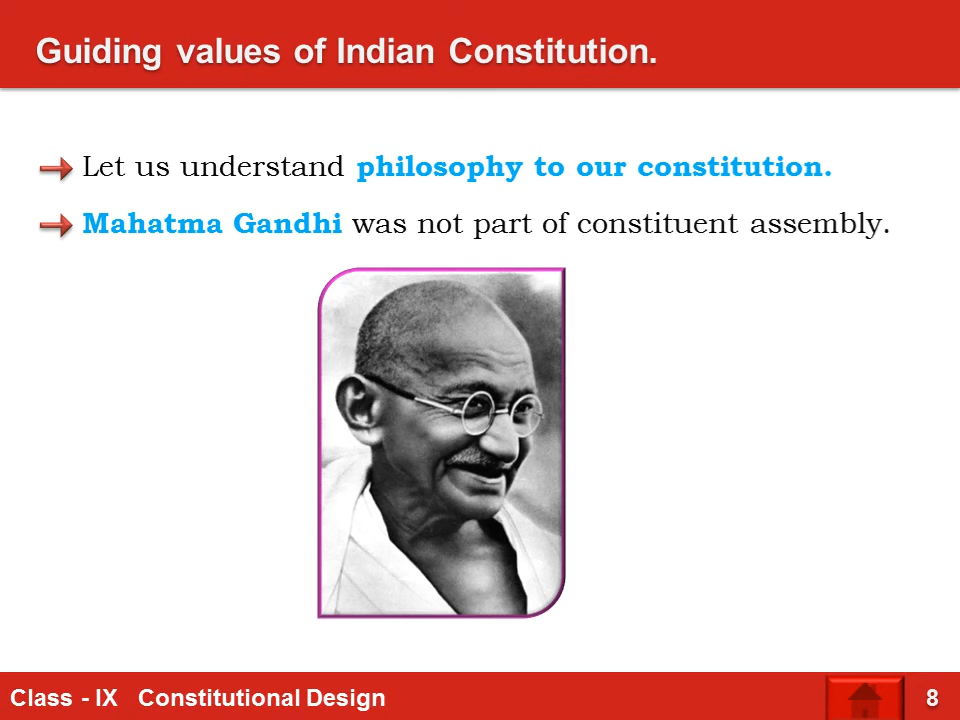 Guiding values of Indian Constitution.
Let us understand philosophy to our constitution.
Mahatma Gandhi was not part of constituent assembly.
Class - IX Constitutional Design
8